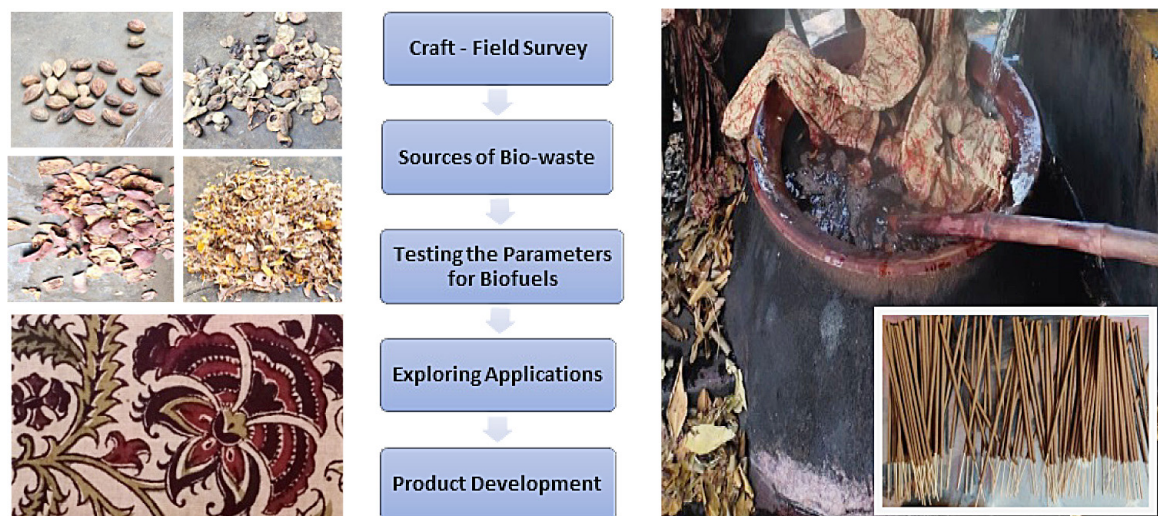 Craft - Field Survey
Sources of Bio-waste
Testing the Parameters
for Biofuels
Exploring Applications
Product Development